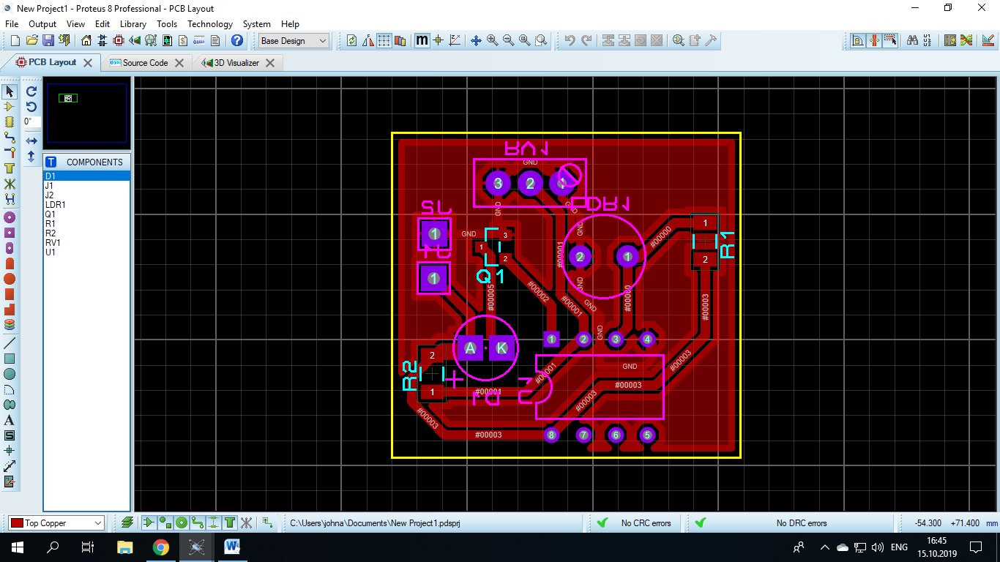 New Project1 - Proteus 8 Professional - PCB Layout
File Output View Edit Library Tools Technology System Help
Base Design
PCB Layout Source Code 3D Visualizer
0°
COMPONENTS
D1
J1
J2
LDR1
Q1
R1
R2
RV1
U1
RV1
GND
3 2 1
GND GND
J2
LDR1
1
GND
GND
#00000
1
2
R1
J1
1
3
1
2
Q1
#00001
2 1
#00005
#00002
GND
#00001
GND
#00000
#00003
GND
1 2 3 4
A K
2
R2
1
#00001
D1
U1
#00001
GND
#00003
#00003
#00003
#00003
#00003
8 7 6 5
Top Copper
C:\Users\johna\Documents\New Project1.pdsprj
No CRC errors
No DRC errors
-54.300 +71.400 mm
ENG
16:45
15.10.2019